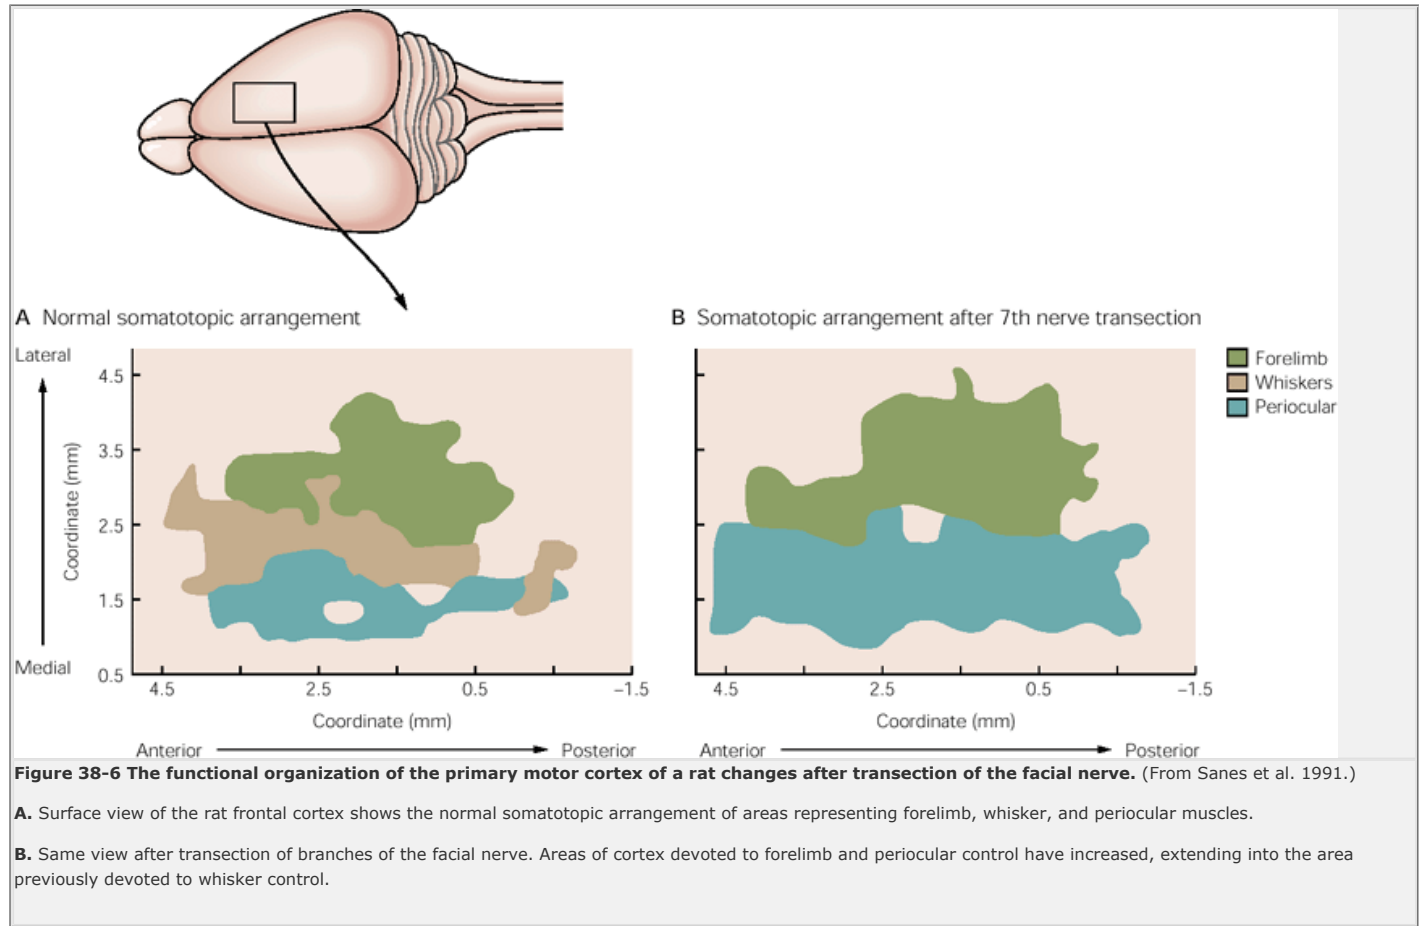 A Normal somatotopic arrangement
Lateral
4.5
3.5
2.5
1.5
0.5
Coordinate (mm)
Medial
4.5 2.5 0.5 −1.5
Coordinate (mm)
Anterior Posterior
B Somatotopic arrangement after 7th nerve transection
4.5 2.5 0.5 −1.5
Coordinate (mm)
Anterior Posterior
Forelimb
Whiskers
Periocular
Figure 38-6 The functional organization of the primary motor cortex of a rat changes after transection of the facial nerve. (From Sanes et al. 1991.)
A. Surface view of the rat frontal cortex shows the normal somatotopic arrangement of areas representing forelimb, whisker, and periocular muscles.
B. Same view after transection of branches of the facial nerve. Areas of cortex devoted to forelimb and periocular control have increased, extending into the area
previously devoted to whisker control.